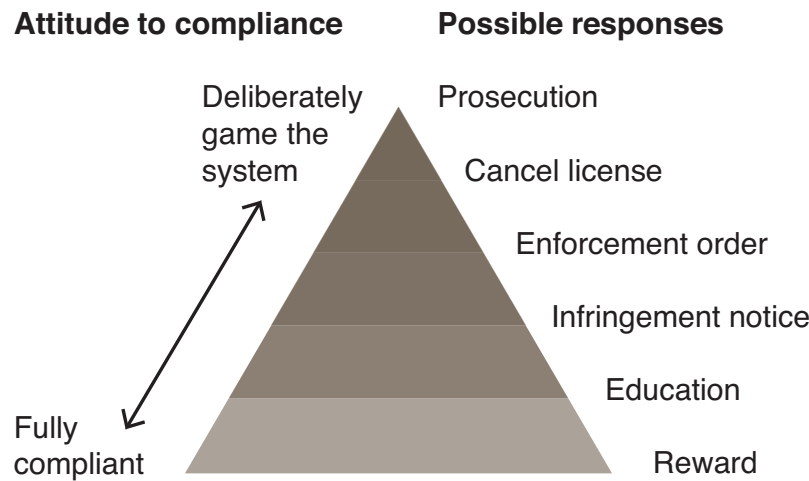 Attitude to compliance
Possible responses
Deliberately
game the
system
Prosecution
Cancel license
Enforcement order
Infringement notice
Education
Fully
compliant
Reward